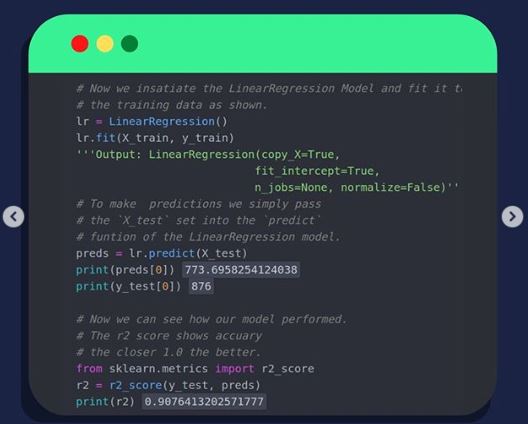 # Now we insatiate the LinearRegression Model and fit it to
# the training data as shown.
lr = LinearRegression()
lr.fit(X_train, y_train)
'''Output: LinearRegression(copy_X=True,
fit_intercept=True,
n_jobs=None, normalize=False)''
# To make  predictions we simply pass
# the `X_test` set into the `predict`
# funtion of the LinearRegression model.
preds = lr.predict(X_test)
print(preds[0]) 773.6958254124038
print(y_test[0]) 876
# Now we can see how our model performed.
# The r2 score shows accuary
# the closer 1.0 the better.
from sklearn.metrics import r2_score
r2 = r2_score(y_test, preds)
print(r2) 0.9076413202571777